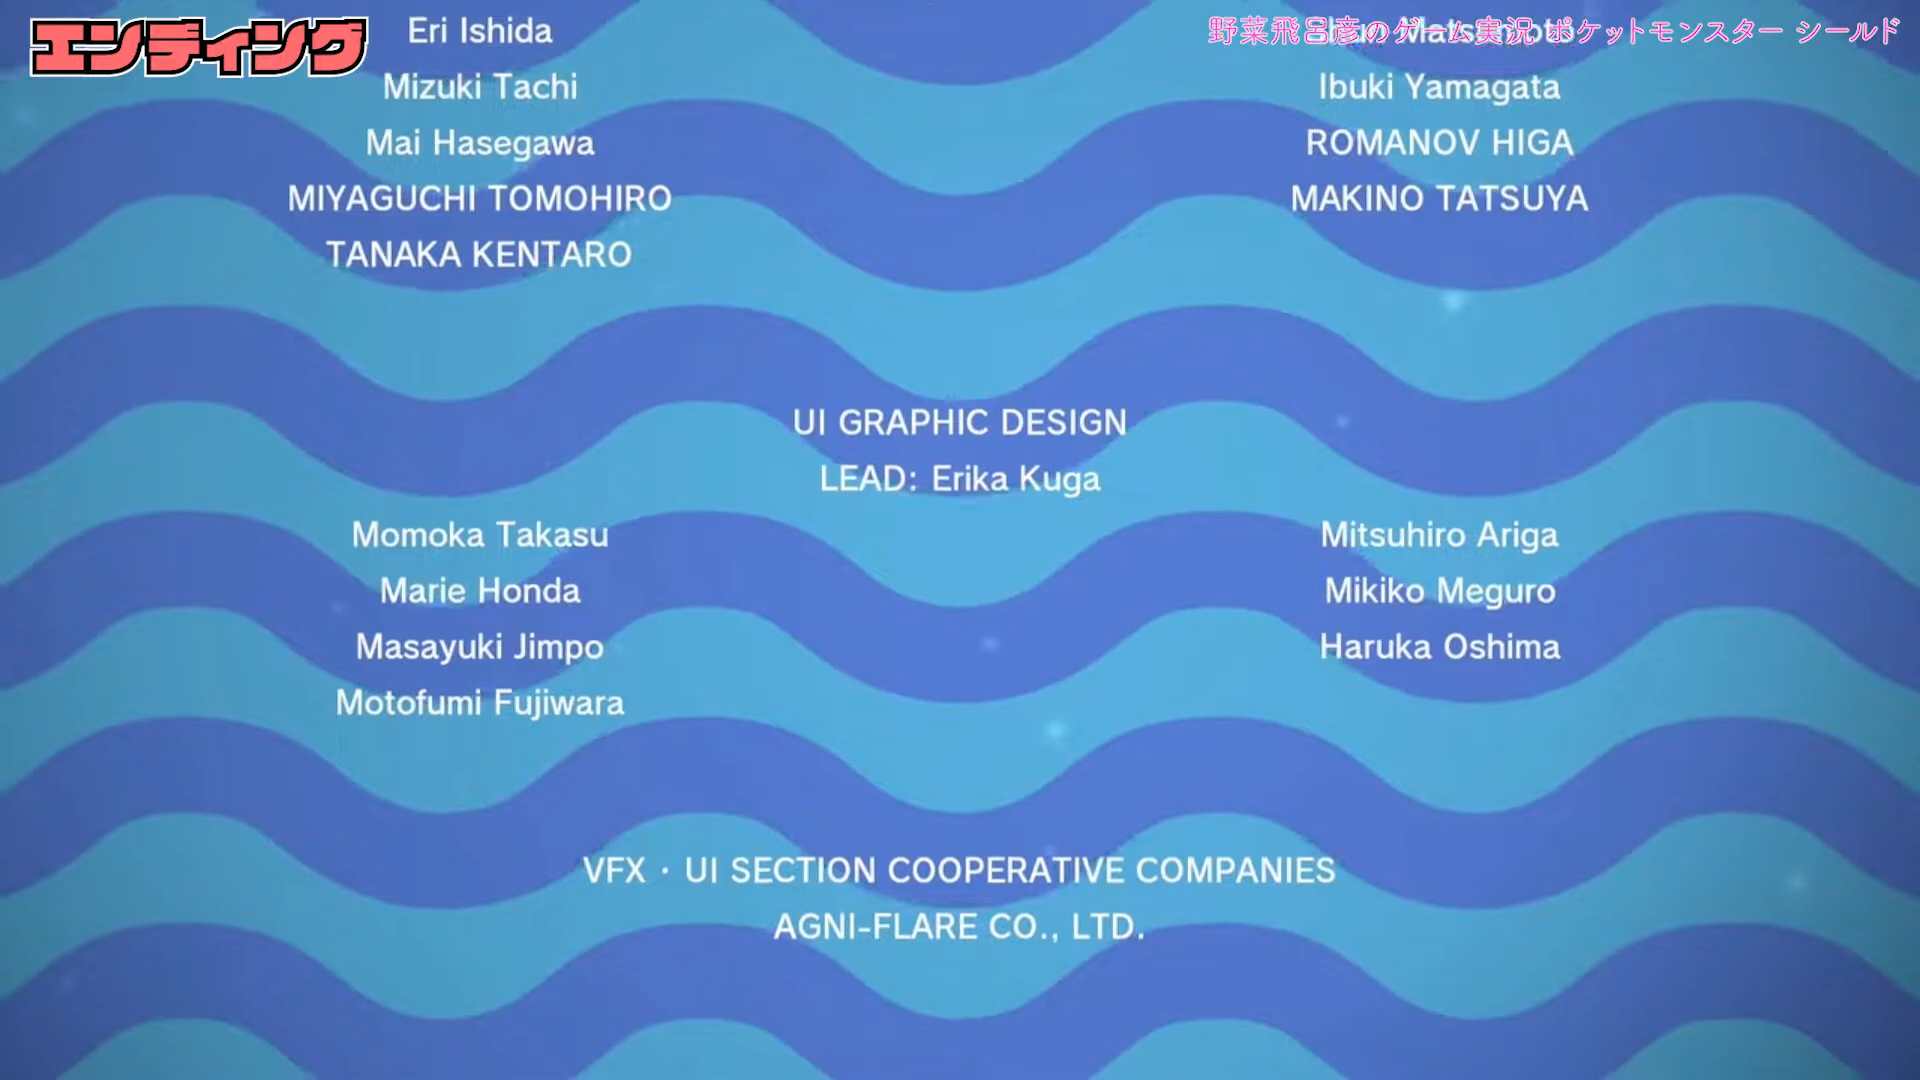 エンディング
野菜飛呂彦のゲーム実況 ポケットモンスター シールド
Eri Ishida
Mizuki Tachi
Ibuki Yamagata
Mai Hasegawa
ROMANOV HIGA
MIYAGUCHI TOMOHIRO
MAKINO TATSUYA
TANAKA KENTARO
UI GRAPHIC DESIGN
LEAD: Erika Kuga
Momoka Takasu
Mitsuhiro Ariga
Marie Honda
Mikiko Meguro
Masayuki Jimpo
Haruka Oshima
Motofumi Fujiwara
VFX・UI SECTION COOPERATIVE COMPANIES
AGNI-FLARE CO., LTD.